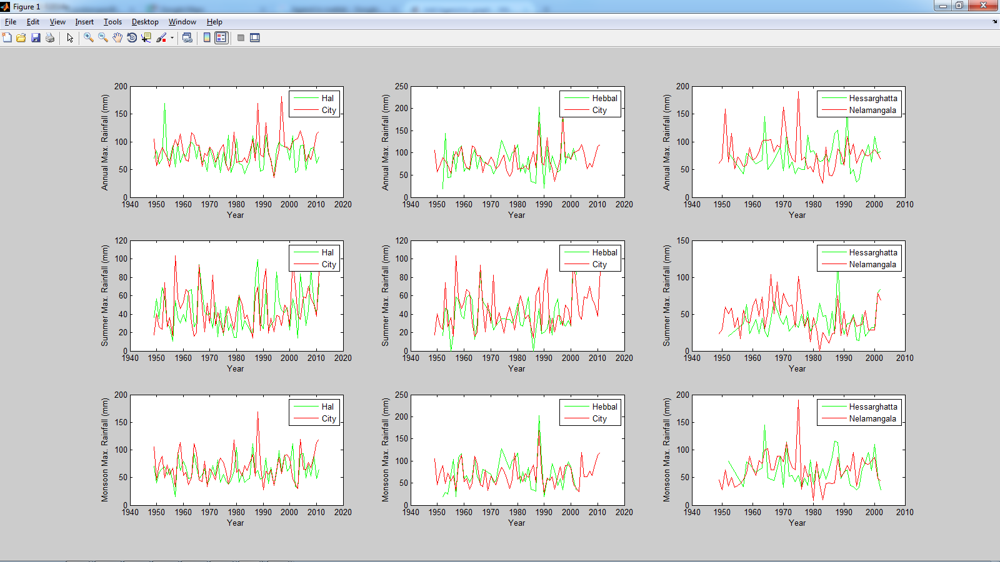 Figure 1
File Edit View Insert Tools Desktop Window Help
200
150
100
50
0
Annual Max. Rainfall (mm)
Hal
City
1940 1950 1960 1970 1980 1990 2000 2010 2020
Year
250
200
150
100
50
0
Annual Max. Rainfall (mm)
Hebbal
City
1940 1950 1960 1970 1980 1990 2000 2010 2020
Year
200
150
100
50
0
Annual Max. Rainfall (mm)
Hessarghatta
Nelamangala
1940 1950 1960 1970 1980 1990 2000 2010
Year
120
100
80
60
40
20
0
Summer Max. Rainfall (mm)
Hal
City
1940 1950 1960 1970 1980 1990 2000 2010 2020
Year
120
100
80
60
40
20
0
Summer Max. Rainfall (mm)
Hebbal
City
1940 1950 1960 1970 1980 1990 2000 2010 2020
Year
150
100
50
0
Summer Max. Rainfall (mm)
Hessarghatta
Nelamangala
1940 1950 1960 1970 1980 1990 2000 2010
Year
200
150
100
50
0
Monsoon Max. Rainfall (mm)
Hal
City
1940 1950 1960 1970 1980 1990 2000 2010 2020
Year
250
200
150
100
50
0
Monsoon Max. Rainfall (mm)
Hebbal
City
1940 1950 1960 1970 1980 1990 2000 2010 2020
Year
200
150
100
50
0
Monsoon Max. Rainfall (mm)
Hessarghatta
Nelamangala
1940 1950 1960 1970 1980 1990 2000 2010
Year